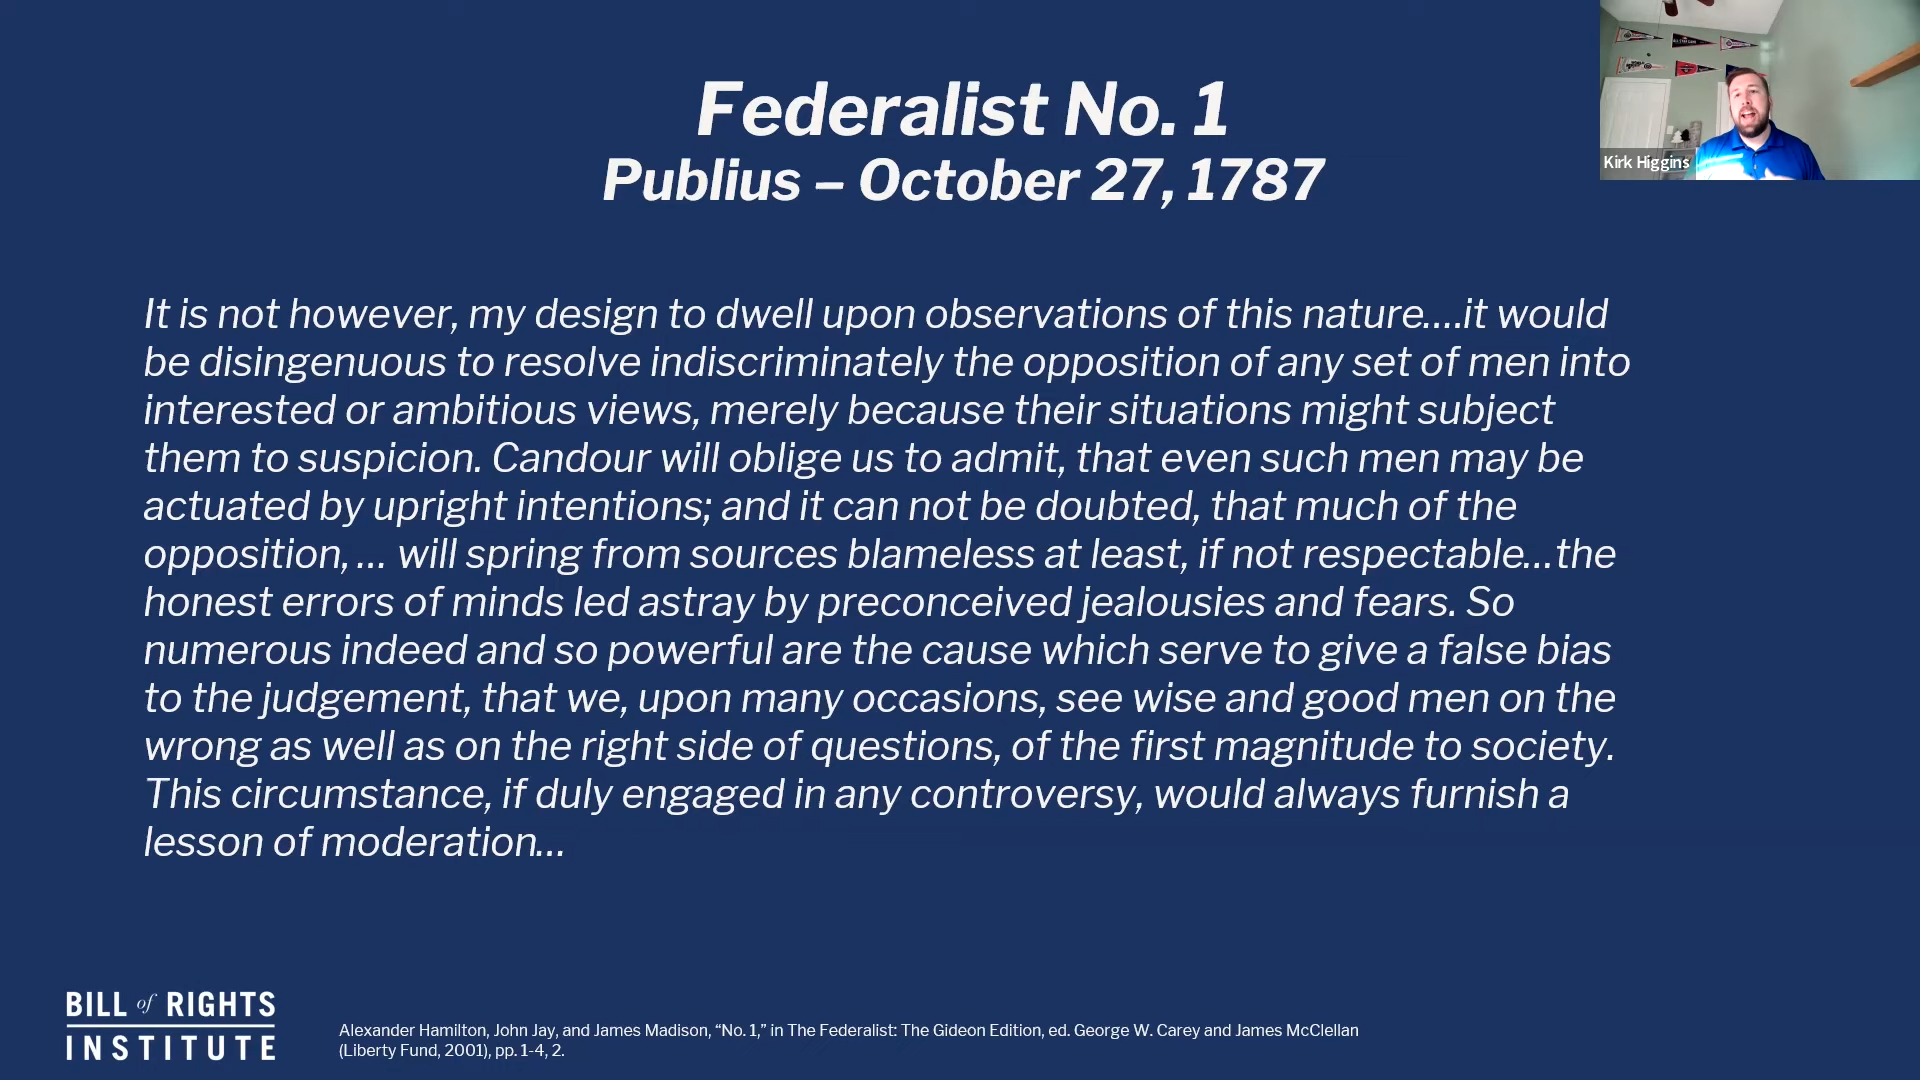 Federalist No. 1
Publius – October 27, 1787
Kirk Higgins
It is not however, my design to dwell upon observations of this nature....it would
be disingenuous to resolve indiscriminately the opposition of any set of men into
interested or ambitious views, merely because their situations might subject
them to suspicion. Candour will oblige us to admit, that even such men may be
actuated by upright intentions; and it can not be doubted, that much of the
opposition, ... will spring from sources blameless at least, if not respectable...the
honest errors of minds led astray by preconceived jealousies and fears. So
numerous indeed and so powerful are the cause which serve to give a false bias
to the judgement, that we, upon many occasions, see wise and good men on the
wrong as well as on the right side of questions, of the first magnitude to society.
This circumstance, if duly engaged in any controversy, would always furnish a
lesson of moderation...
BILL of RIGHTS
INSTITUTE
Alexander Hamilton, John Jay, and James Madison, “No. 1,” in The Federalist: The Gideon Edition, ed. George W. Carey and James McClellan
(Liberty Fund, 2001), pp. 1-4, 2.